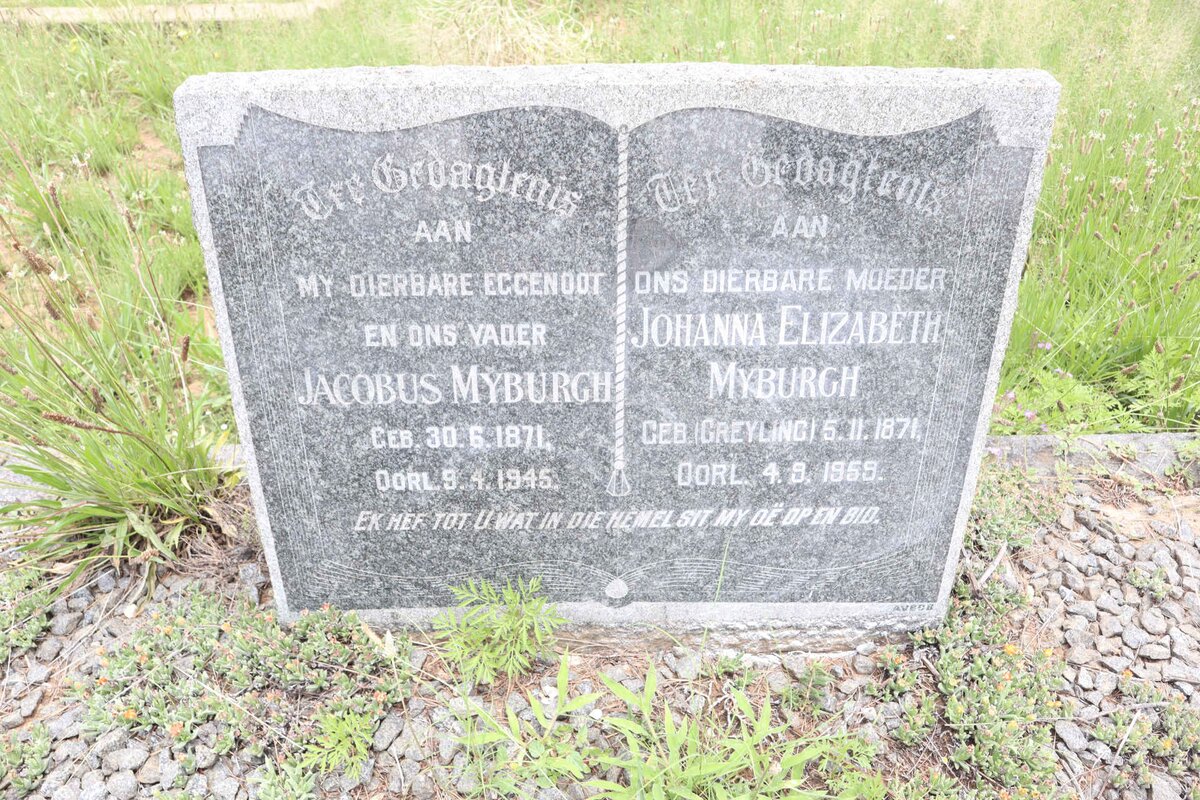 Ter Gedagtenis
AAN
MY DIERBARE EGGENOOT
EN ONS VADER
JACOBUS MYBURGH
GEB. 30. 6. 1871.
OORL. 9. 4. 1945.
Ter Gedagtenis
AAN
ONS DIERBARE MOEDER
JOHANNA ELIZABETH
MYBURGH
GEB. (GREYLING) 5. 11. 1871.
OORL. 4. 9. 1959.
EK HEF TOT U WAT IN DIE HEMEL SIT MY OË OP EN BID.